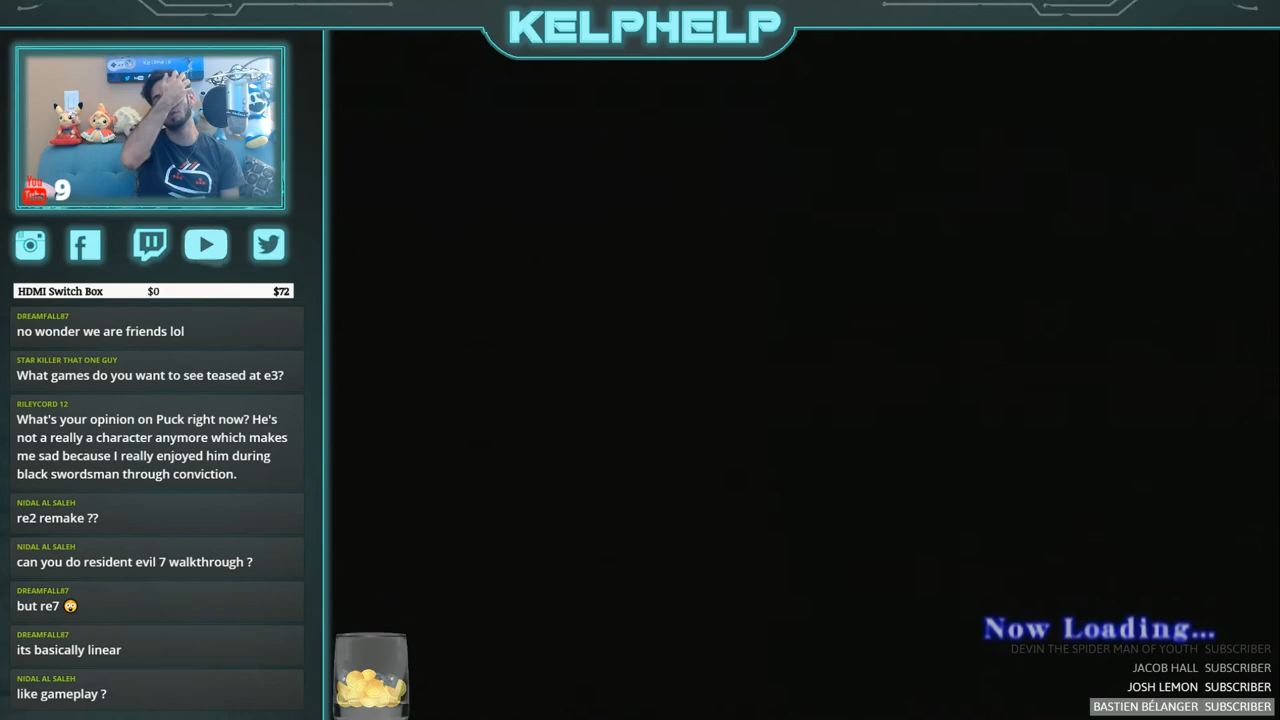 KELPHELP
You
Tube
9
HDMI Switch Box $0 $72
DREAMFALL87
no wonder we are friends lol
STAR KILLER THAT ONE GUY
What games do you want to see teased at e3?
RILEYCORD 12
What's your opinion on Puck right now? He's
not a really a character anymore which makes
me sad because I really enjoyed him during
black swordsman through conviction.
NIDAL AL SALEH
re2 remake ??
NIDAL AL SALEH
can you do resident evil 7 walkthrough ?
DREAMFALL87
but re7 😲
DREAMFALL87
its basically linear
NIDAL AL SALEH
like gameplay ?
Now Loading...
DEVIN THE SPIDER MAN OF YOUTH SUBSCRIBER
JACOB HALL SUBSCRIBER
JOSH LEMON SUBSCRIBER
BASTIEN BÉLANGER SUBSCRIBER